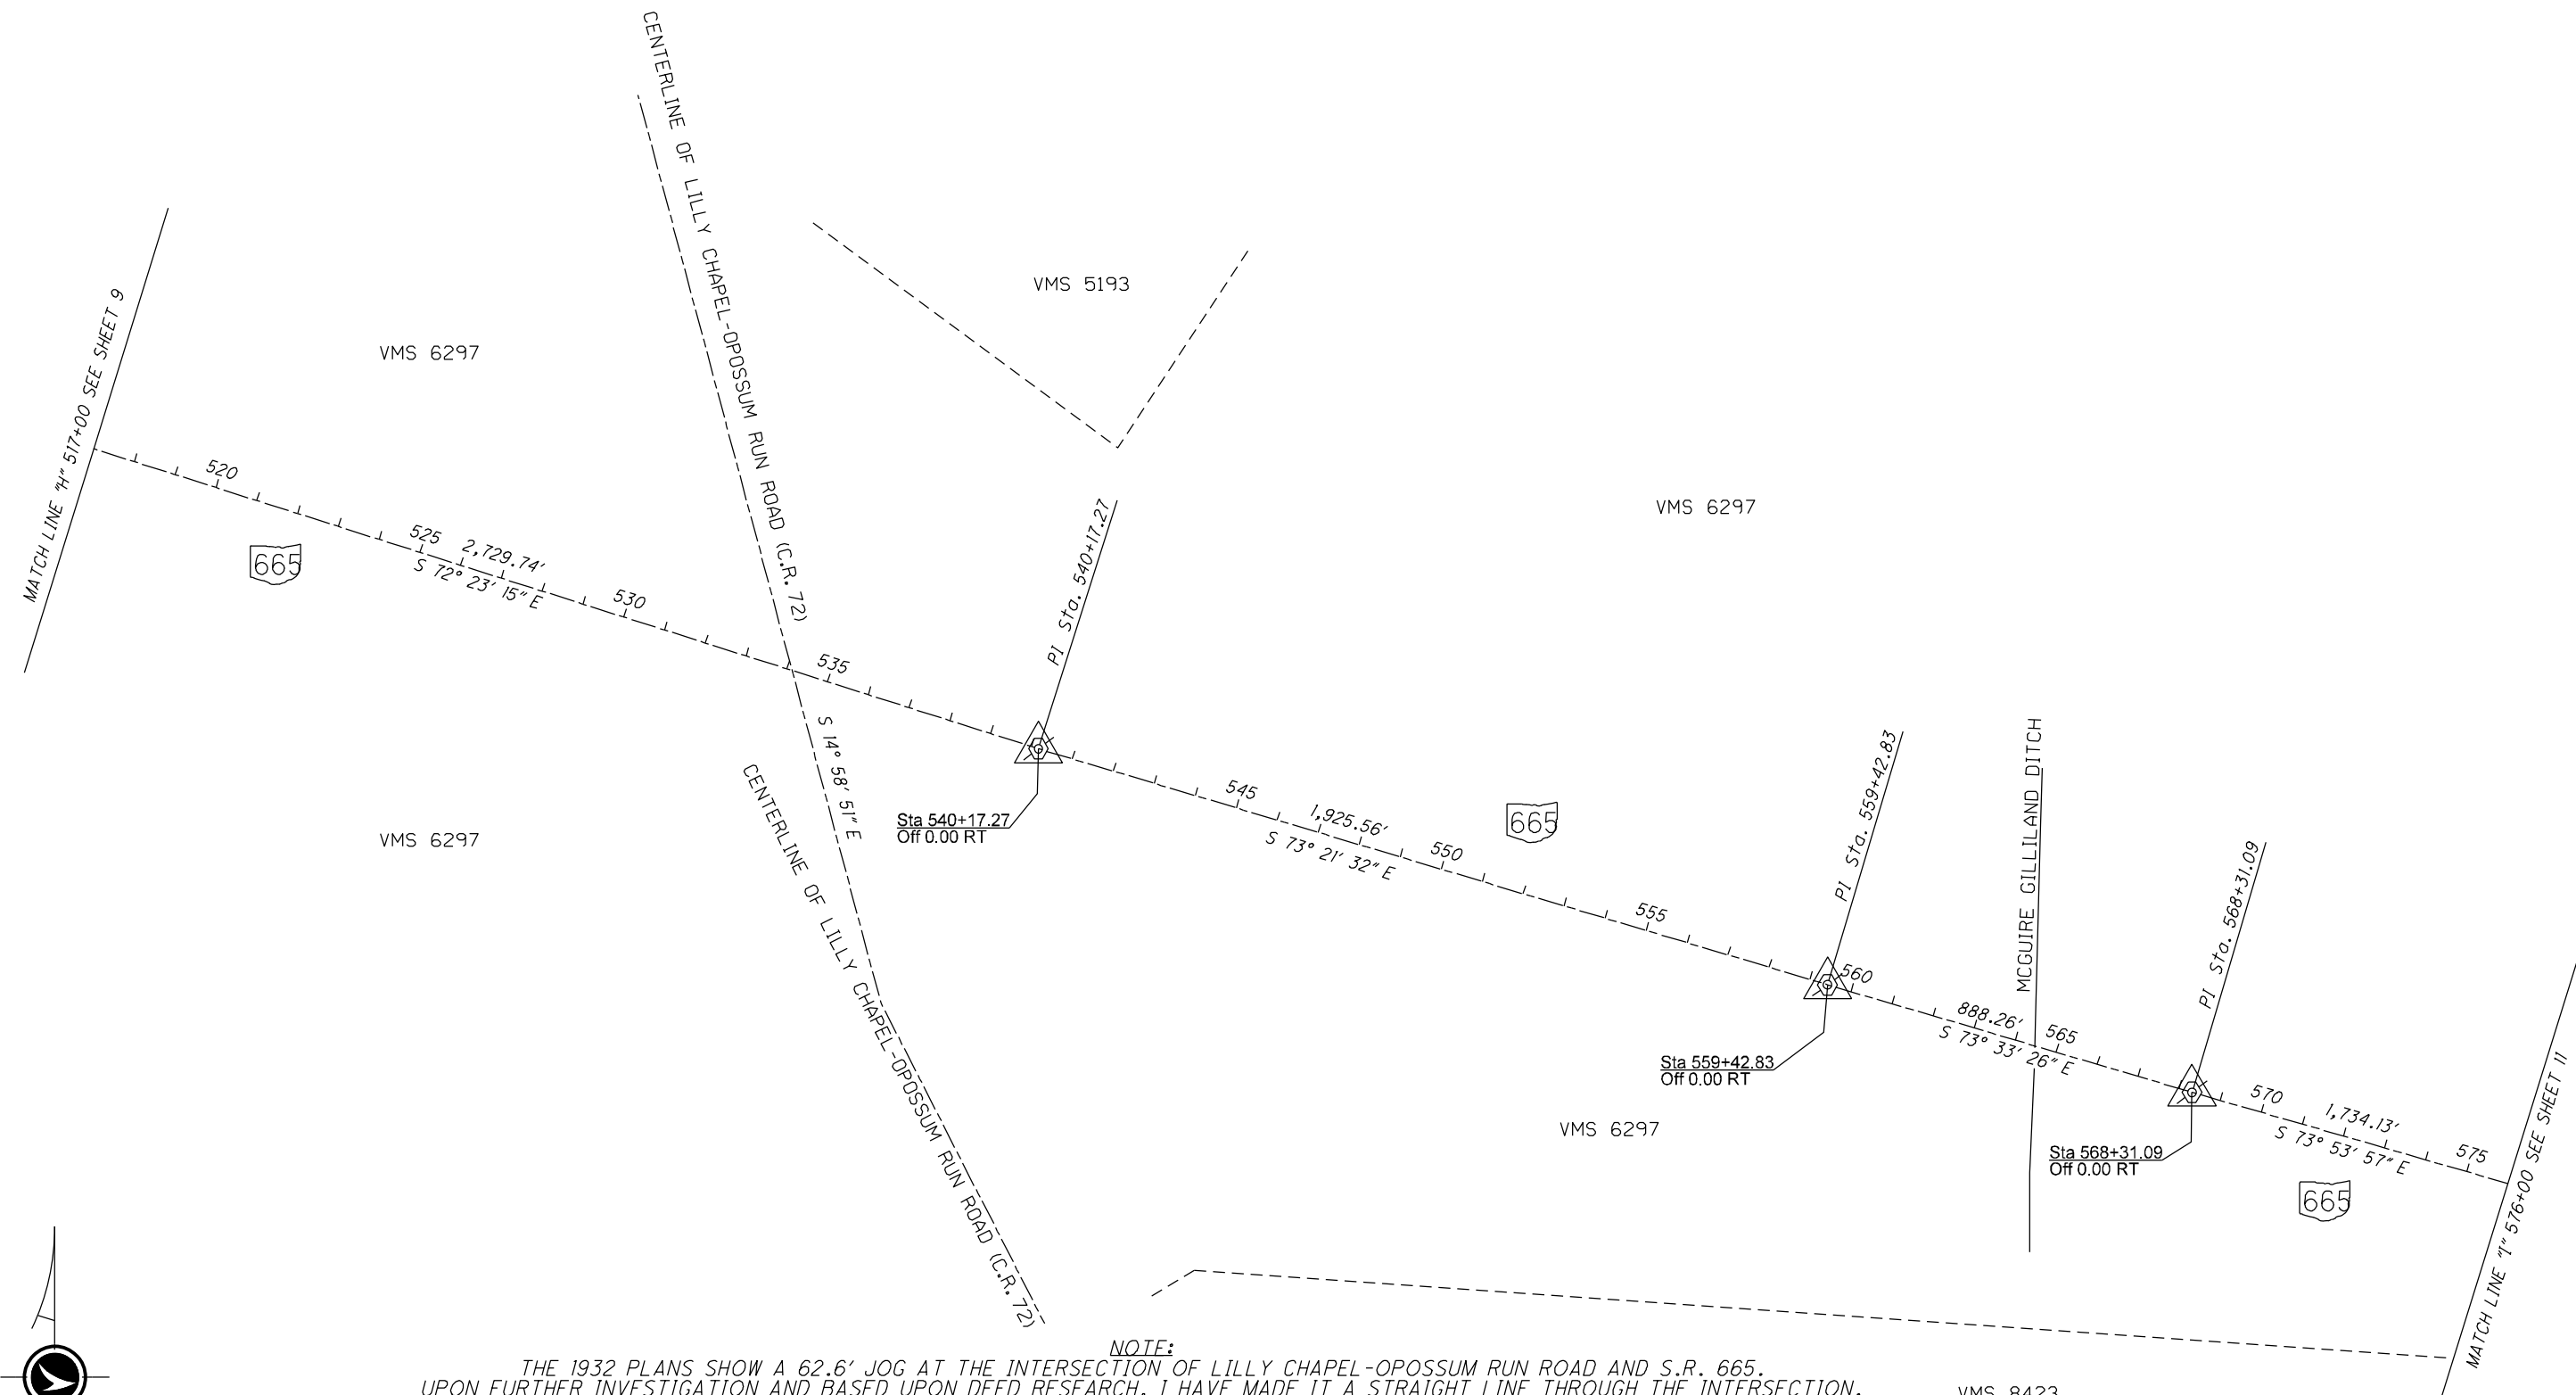 CENTERLINE OF LILLY CHAPEL-OPOSSUM RUN ROAD (C.R. 72)
VMS 5193
MATCH LINE "H" 517+00 SEE SHEET 9
VMS 6297
VMS 6297
520
525
2,729.74'
S 72° 23' 15" E
530
535
665
PI Sta. 540+17.27
S 14° 58' 51" E
CENTERLINE OF LILLY CHAPEL-OPOSSUM RUN ROAD (C.R. 72)
Sta 540+17.27
Off 0.00 RT
VMS 6297
545
1,925.56'
S 73° 21' 32" E
550
665
555
PI Sta. 559+42.83
560
MCGUIRE GILLILAND DITCH
888.26'
S 73° 33' 26" E
565
PI Sta. 568+31.09
Sta 559+42.83
Off 0.00 RT
VMS 6297
Sta 568+31.09
Off 0.00 RT
570
1,734.13'
S 73° 53' 57" E
575
665
MATCH LINE "I" 576+00 SEE SHEET 11
NOTE:
THE 1932 PLANS SHOW A 62.6' JOG AT THE INTERSECTION OF LILLY CHAPEL-OPOSSUM RUN ROAD AND S.R. 665.
UPON FURTHER INVESTIGATION AND BASED UPON DEED RESEARCH, I HAVE MADE IT A STRAIGHT LINE THROUGH THE INTERSECTION.
VMS 8423